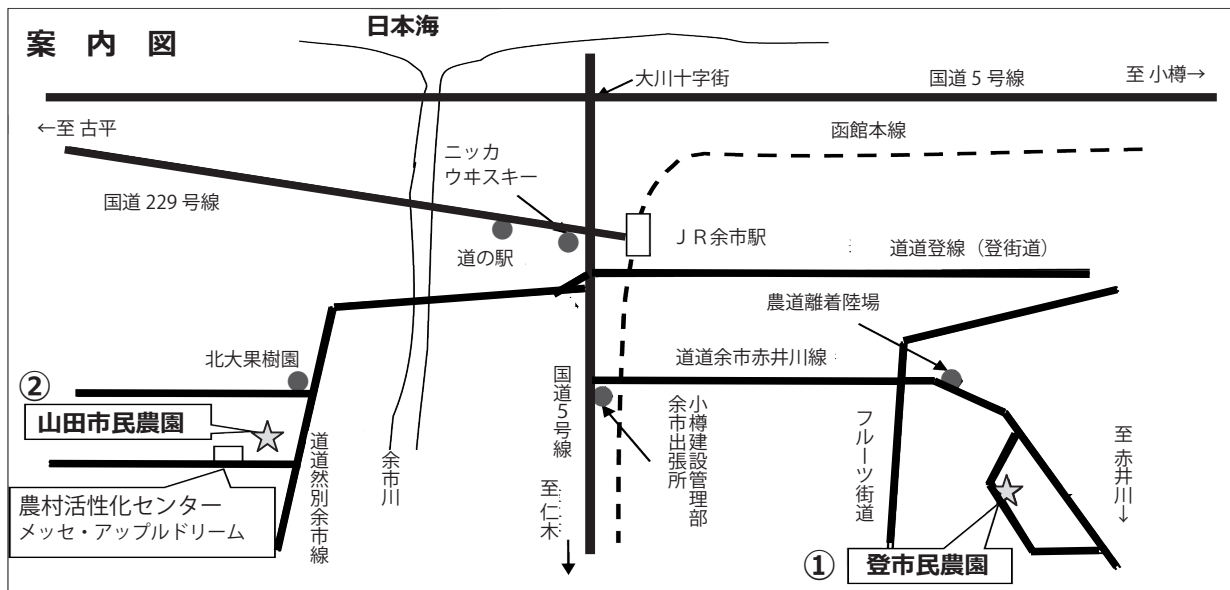 案 内 図
日本海
大川十字街
国道５号線
至 小樽→
←至 古平
函館本線
ニッカ
ウヰスキー
国道 229 号線
ＪＲ余市駅
道の駅
道道登線（登街道）
農道離着陸場
北大果樹園
道道余市赤井川線
②
山田市民農園
国道５号線
至 仁木
小樽建設管理部
余市出張所
フルーツ街道
至 赤井川→
道道然別余市線
余市川
農村活性化センター
メッセ・アップルドリーム
①
登市民農園